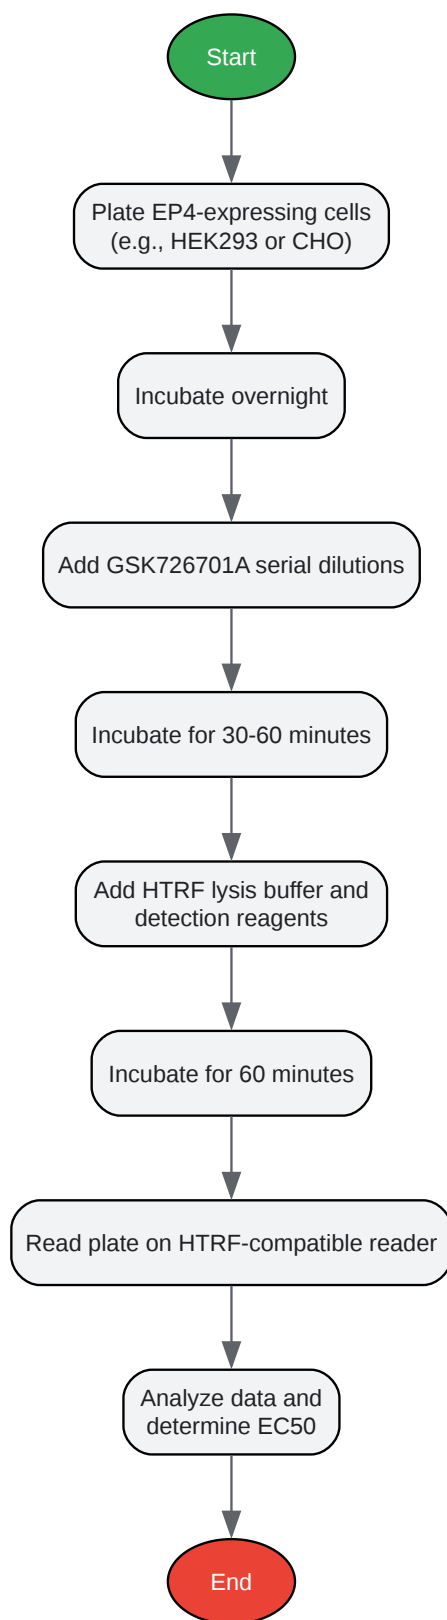 Start
Plate EP4-expressing cells
(e.g., HEK293 or CHO)
Incubate overnight
Add GSK726701A serial dilutions
Incubate for 30-60 minutes
Add HTRF lysis buffer and
detection reagents
Incubate for 60 minutes
Read plate on HTRF-compatible reader
Analyze data and
determine EC50
End